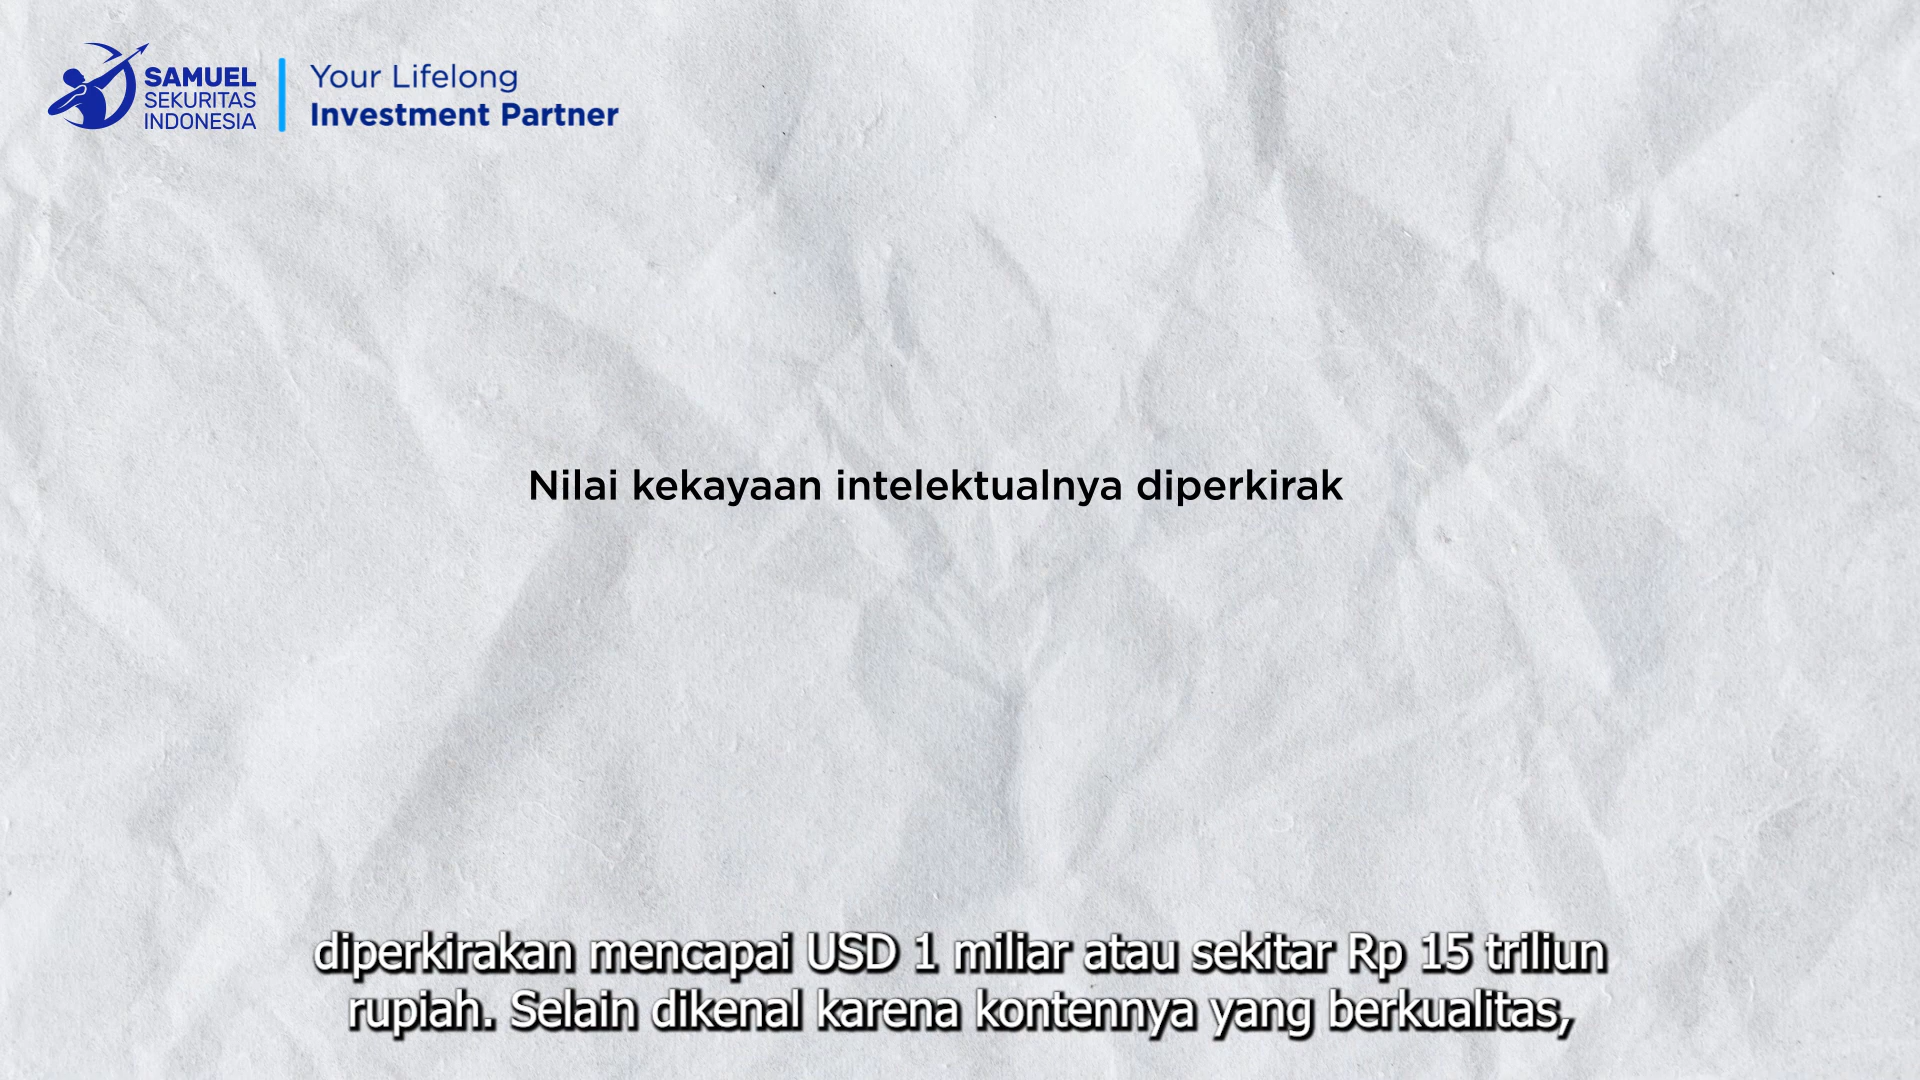 SAMUEL
SEKURITAS
INDONESIA
Your Lifelong
Investment Partner
Nilai kekayaan intelektualnya diperkirak
diperkirakan mencapai USD 1 miliar atau sekitar Rp 15 triliun
rupiah. Selain dikenal karena kontennya yang berkualitas,